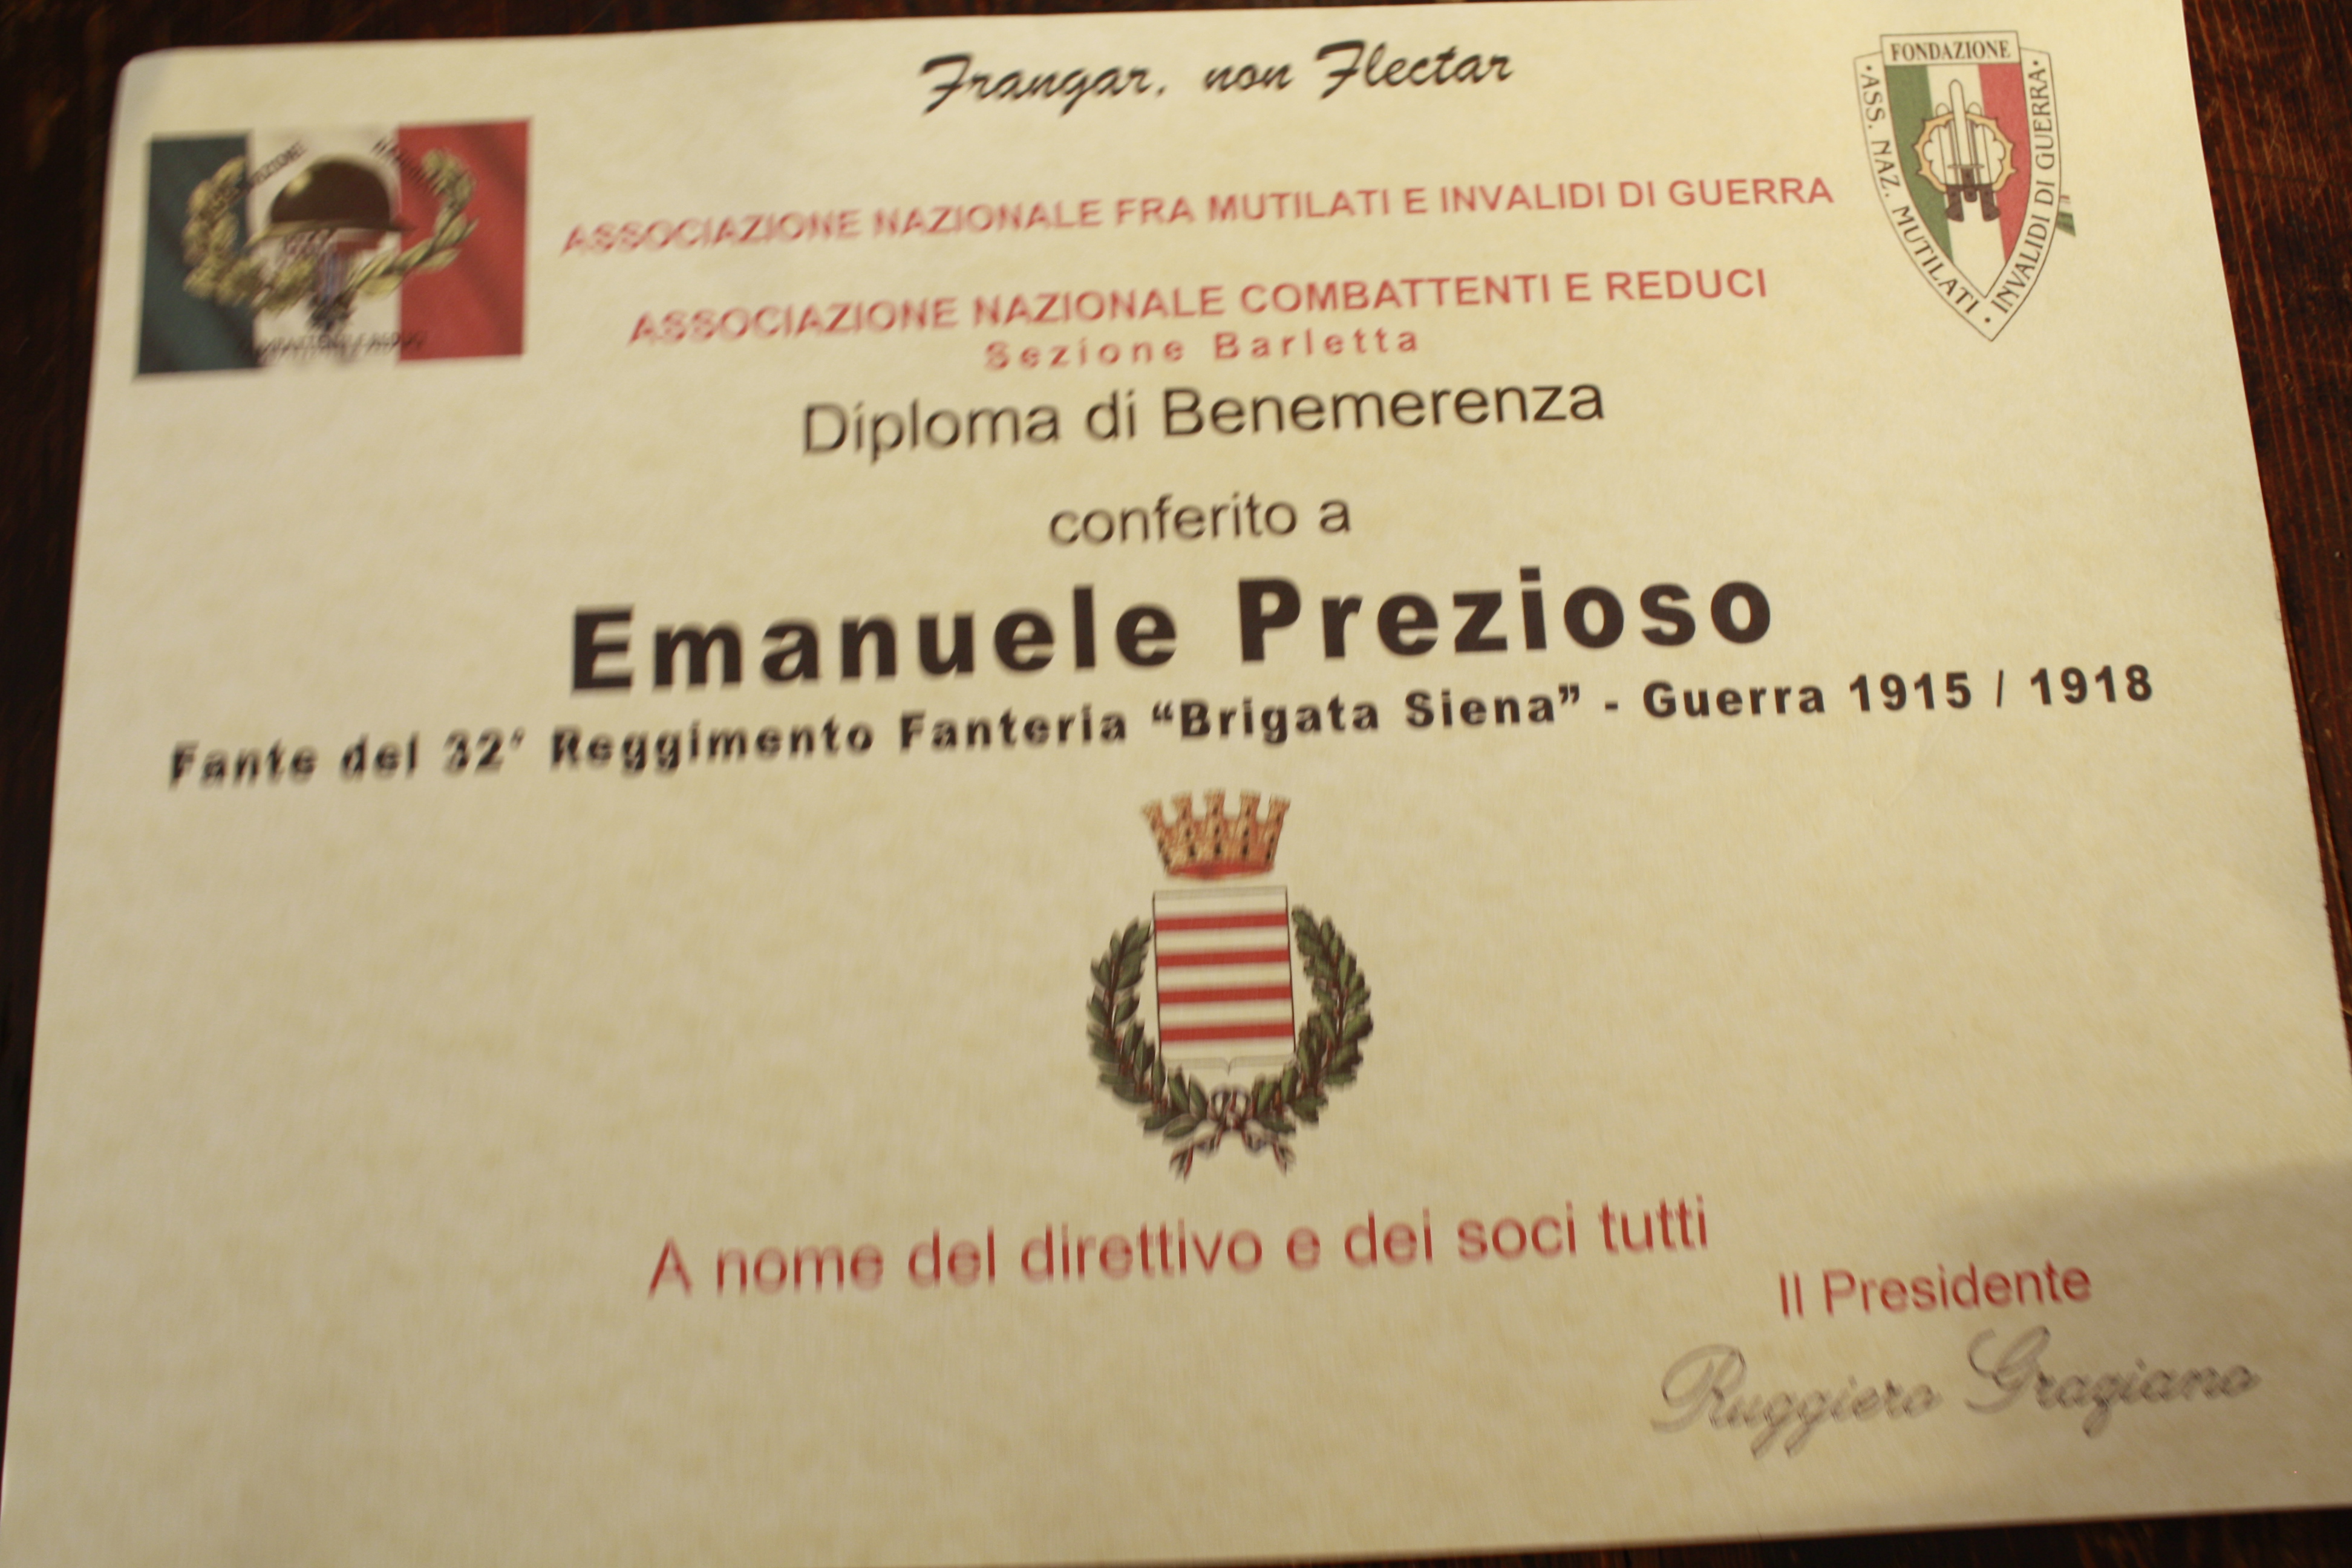 Frangar, non Flectar
FONDAZIONE
ASS. NAZ. MUTILATI · INVALIDI DI GUERRA
ASSOCIAZIONE NAZIONALE FRA MUTILATI E INVALIDI DI GUERRA
ASSOCIAZIONE NAZIONALE COMBATTENTI E REDUCI
Sezione Barletta
Diploma di Benemerenza
conferito a
Emanuele Prezioso
Fante del 32° Reggimento Fanteria “Brigata Siena” - Guerra 1915 / 1918
A nome del direttivo e dei soci tutti
Il Presidente
Ruggiero Graziano